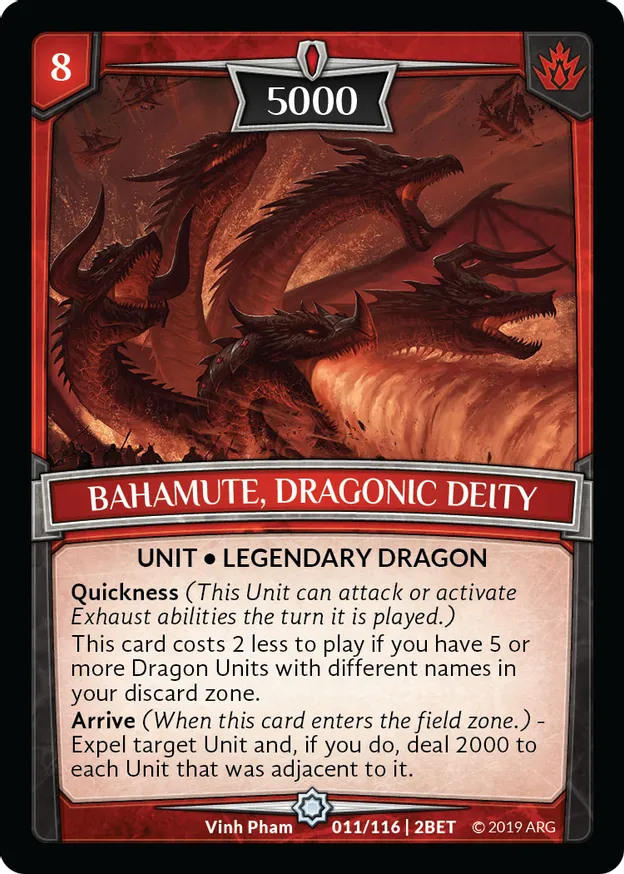 8
5000
BAHAMUTE, DRAGONIC DEITY
UNIT • LEGENDARY DRAGON
Quickness (This Unit can attack or activate
Exhaust abilities the turn it is played.)
This card costs 2 less to play if you have 5 or
more Dragon Units with different names in
your discard zone.
Arrive (When this card enters the field zone.) -
Expel target Unit and, if you do, deal 2000 to
each Unit that was adjacent to it.
Vinh Pham 011/116 | 2BET © 2019 ARG